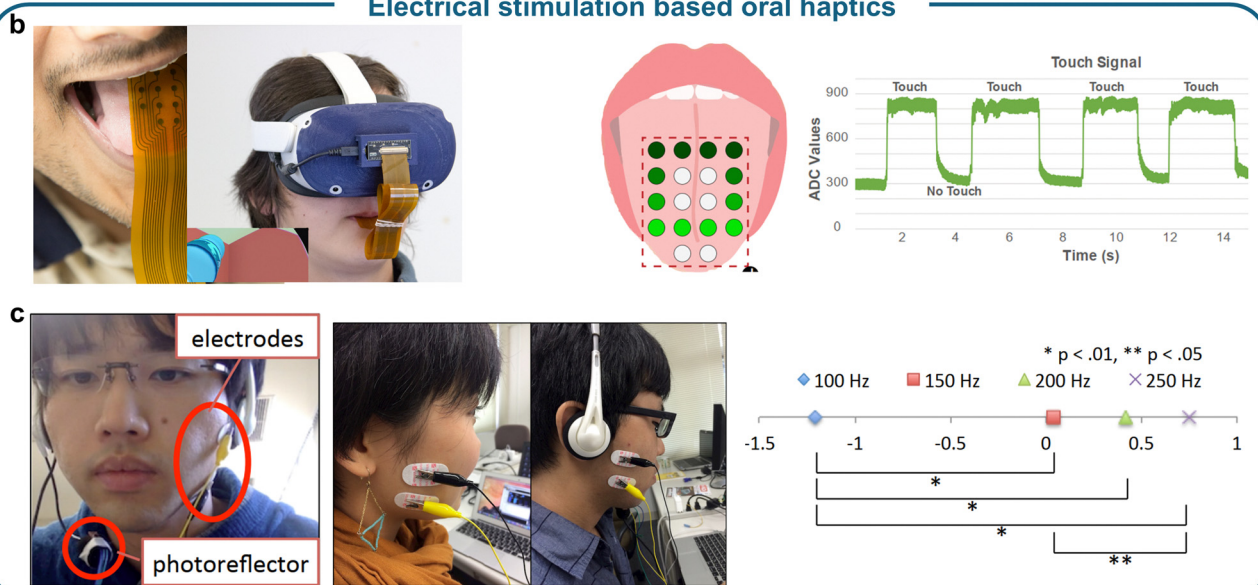 Electrical stimulation based oral haptics
b
Touch Signal
Touch Touch Touch Touch
900
600
300
0
ADC Values
No Touch
2 4 6 8 10 12 14
Time (s)
c
electrodes
photoreflector
* p < .01, ** p < .05
100 Hz 150 Hz 200 Hz 250 Hz
-1.5 -1 -0.5 0 0.5 1
*
*
*
**